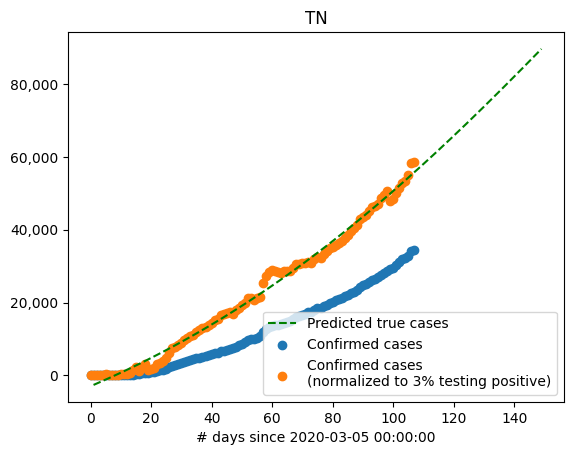 TN
80,000
60,000
40,000
20,000
0
Predicted true cases
Confirmed cases
Confirmed cases
(normalized to 3% testing positive)
0 20 40 60 80 100 120 140
# days since 2020-03-05 00:00:00